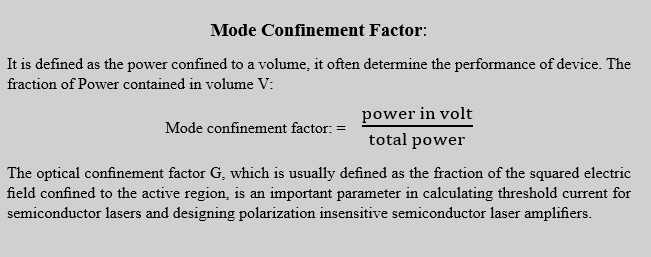 Mode Confinement Factor:
It is defined as the power confined to a volume, it often determine the performance of device. The
fraction of Power contained in volume V:
Mode confinement factor: = power in volt
total power
The optical confinement factor G, which is usually defined as the fraction of the squared electric
field confined to the active region, is an important parameter in calculating threshold current for
semiconductor lasers and designing polarization insensitive semiconductor laser amplifiers.